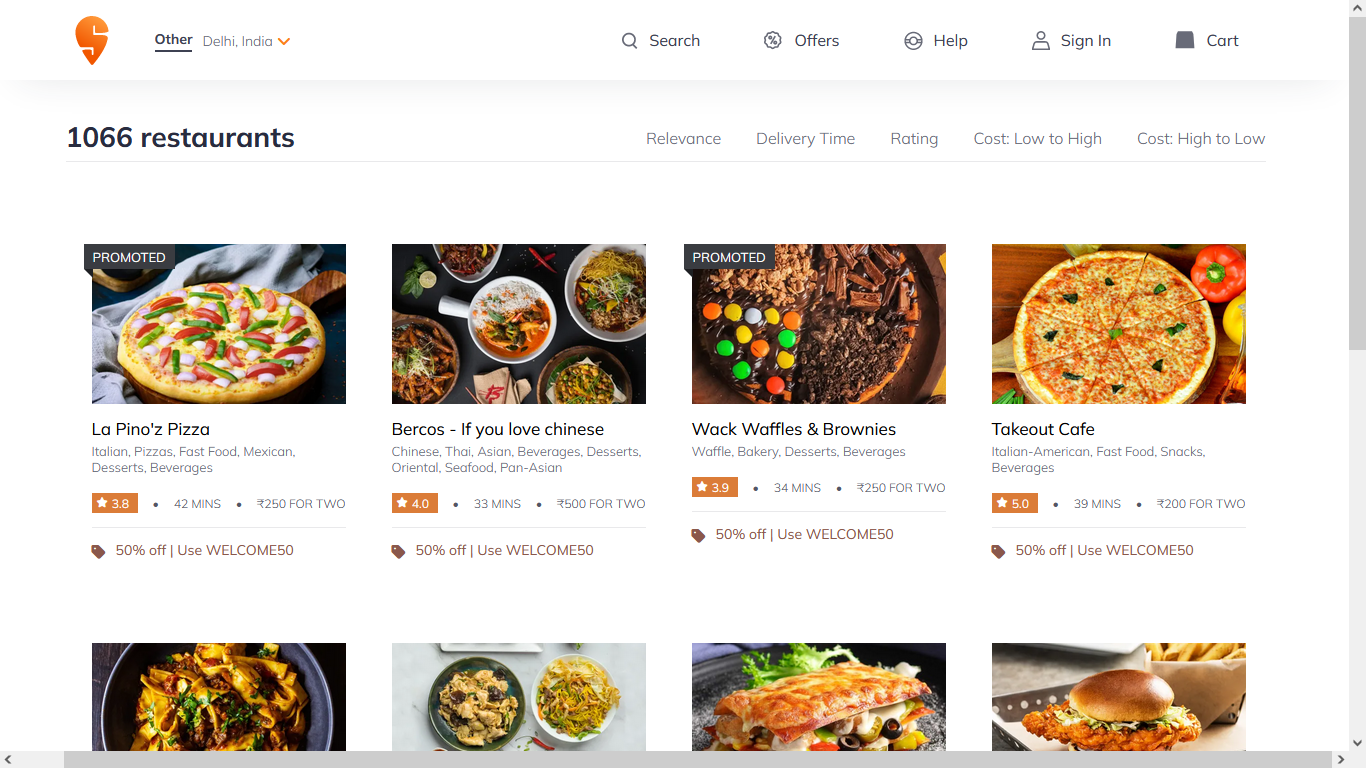 Other Delhi, India
Search
Offers
Help
Sign In
Cart
1066 restaurants
Relevance
Delivery Time
Rating
Cost: Low to High
Cost: High to Low
PROMOTED
La Pino'z Pizza
Italian, Pizzas, Fast Food, Mexican,
Desserts, Beverages
3.8 • 42 MINS • ₹250 FOR TWO
50% off | Use WELCOME50
Bercos - If you love chinese
Chinese, Thai, Asian, Beverages, Desserts,
Oriental, Seafood, Pan-Asian
4.0 • 33 MINS • ₹500 FOR TWO
50% off | Use WELCOME50
PROMOTED
Wack Waffles & Brownies
Waffle, Bakery, Desserts, Beverages
3.9 • 34 MINS • ₹250 FOR TWO
50% off | Use WELCOME50
Takeout Cafe
Italian-American, Fast Food, Snacks,
Beverages
5.0 • 39 MINS • ₹200 FOR TWO
50% off | Use WELCOME50